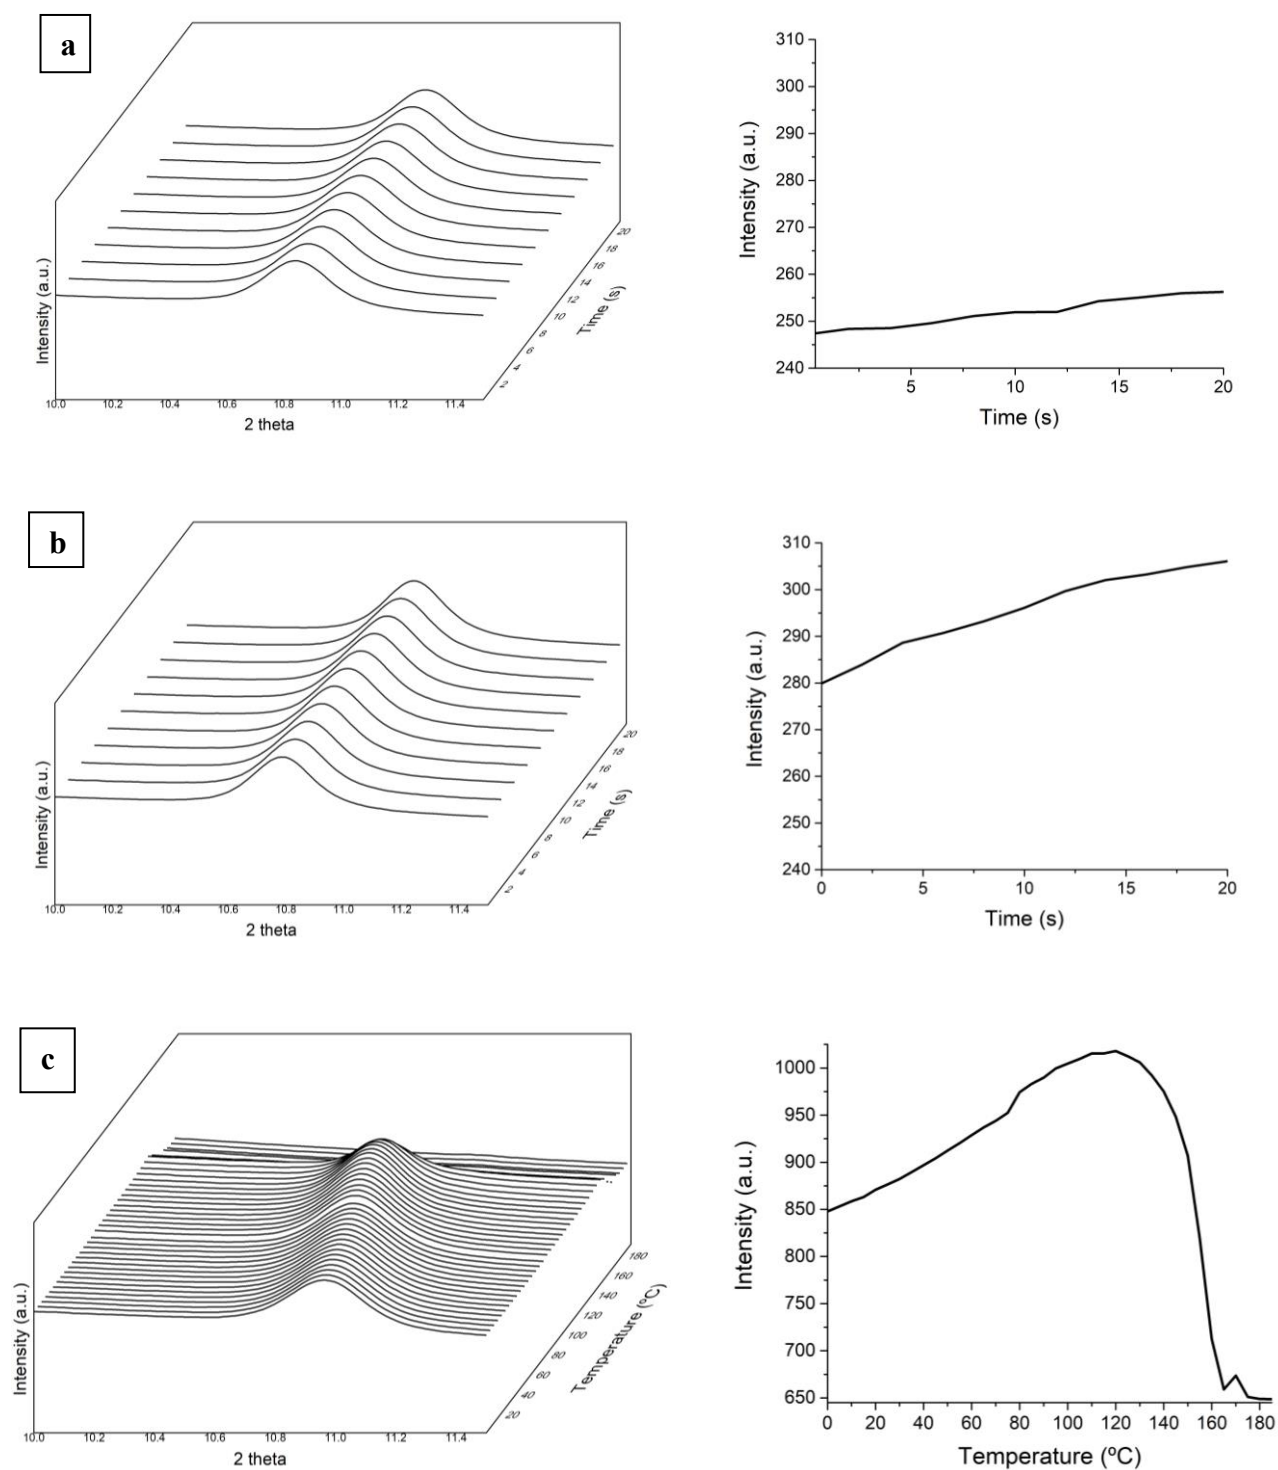 a
Intensity (a.u.)
10.0 10.2 10.4 10.6 10.8 11.0 11.2 11.4
2 theta
2 4 6 8 10 12 14 16 18 20
Time (s)
310
300
290
280
270
260
250
240
Intensity (a.u.)
5 10 15 20
Time (s)
b
Intensity (a.u.)
10.0 10.2 10.4 10.6 10.8 11.0 11.2 11.4
2 theta
2 4 6 8 10 12 14 16 18 20
Time (s)
310
300
290
280
270
260
250
240
Intensity (a.u.)
0 5 10 15 20
Time (s)
c
Intensity (a.u.)
10.0 10.2 10.4 10.6 10.8 11.0 11.2 11.4
2 theta
20 40 60 80 100 120 140 160 180
Temperature (ºC)
1000
950
900
850
800
750
700
650
Intensity (a.u.)
0 20 40 60 80 100 120 140 160 180
Temperature (ºC)